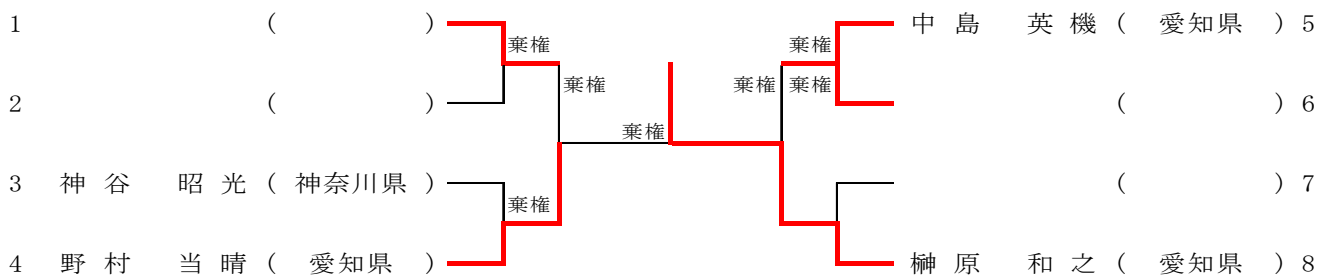 1 ( ) 中島 英機 ( 愛知県 ) 5
棄権 棄権
棄権 棄権 棄権
2 ( ) ( ) 6
棄権
3 神谷 昭光 ( 神奈川県 ) ( ) 7
棄権
4 野村 当晴 ( 愛知県 ) 榊原 和之 ( 愛知県 ) 8